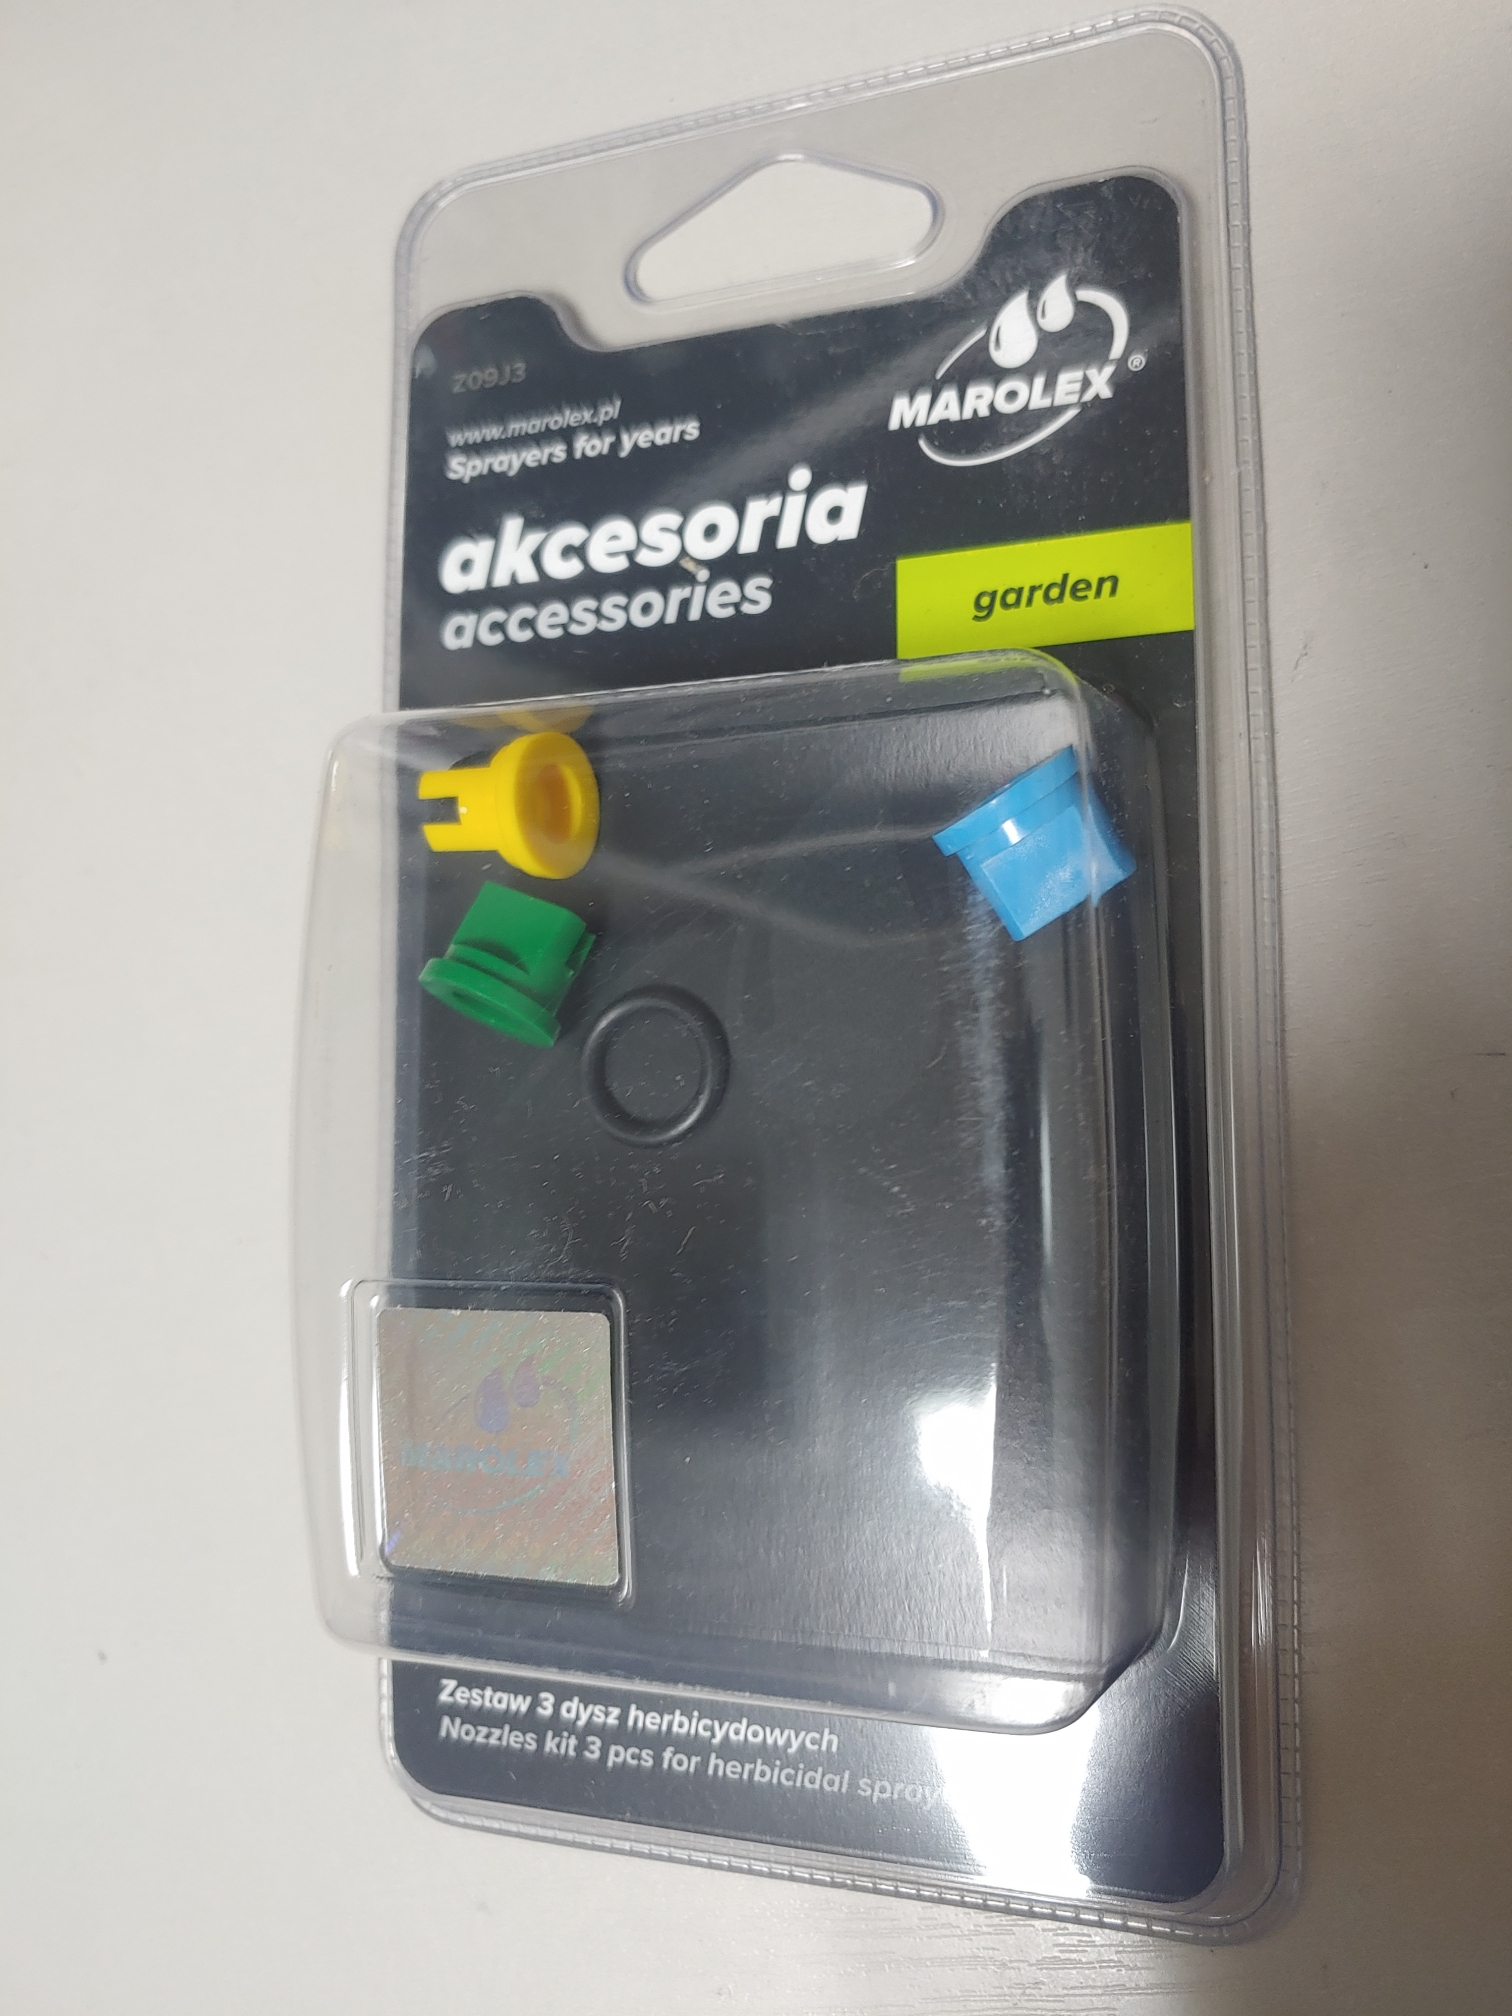 Z09J3
www.marolex.pl
Sprayers for years
MAROLEX®
akcesoria
accessories
garden
MAROLEX
Zestaw 3 dysz herbicydowych
Nozzles kit 3 pcs for herbicidal